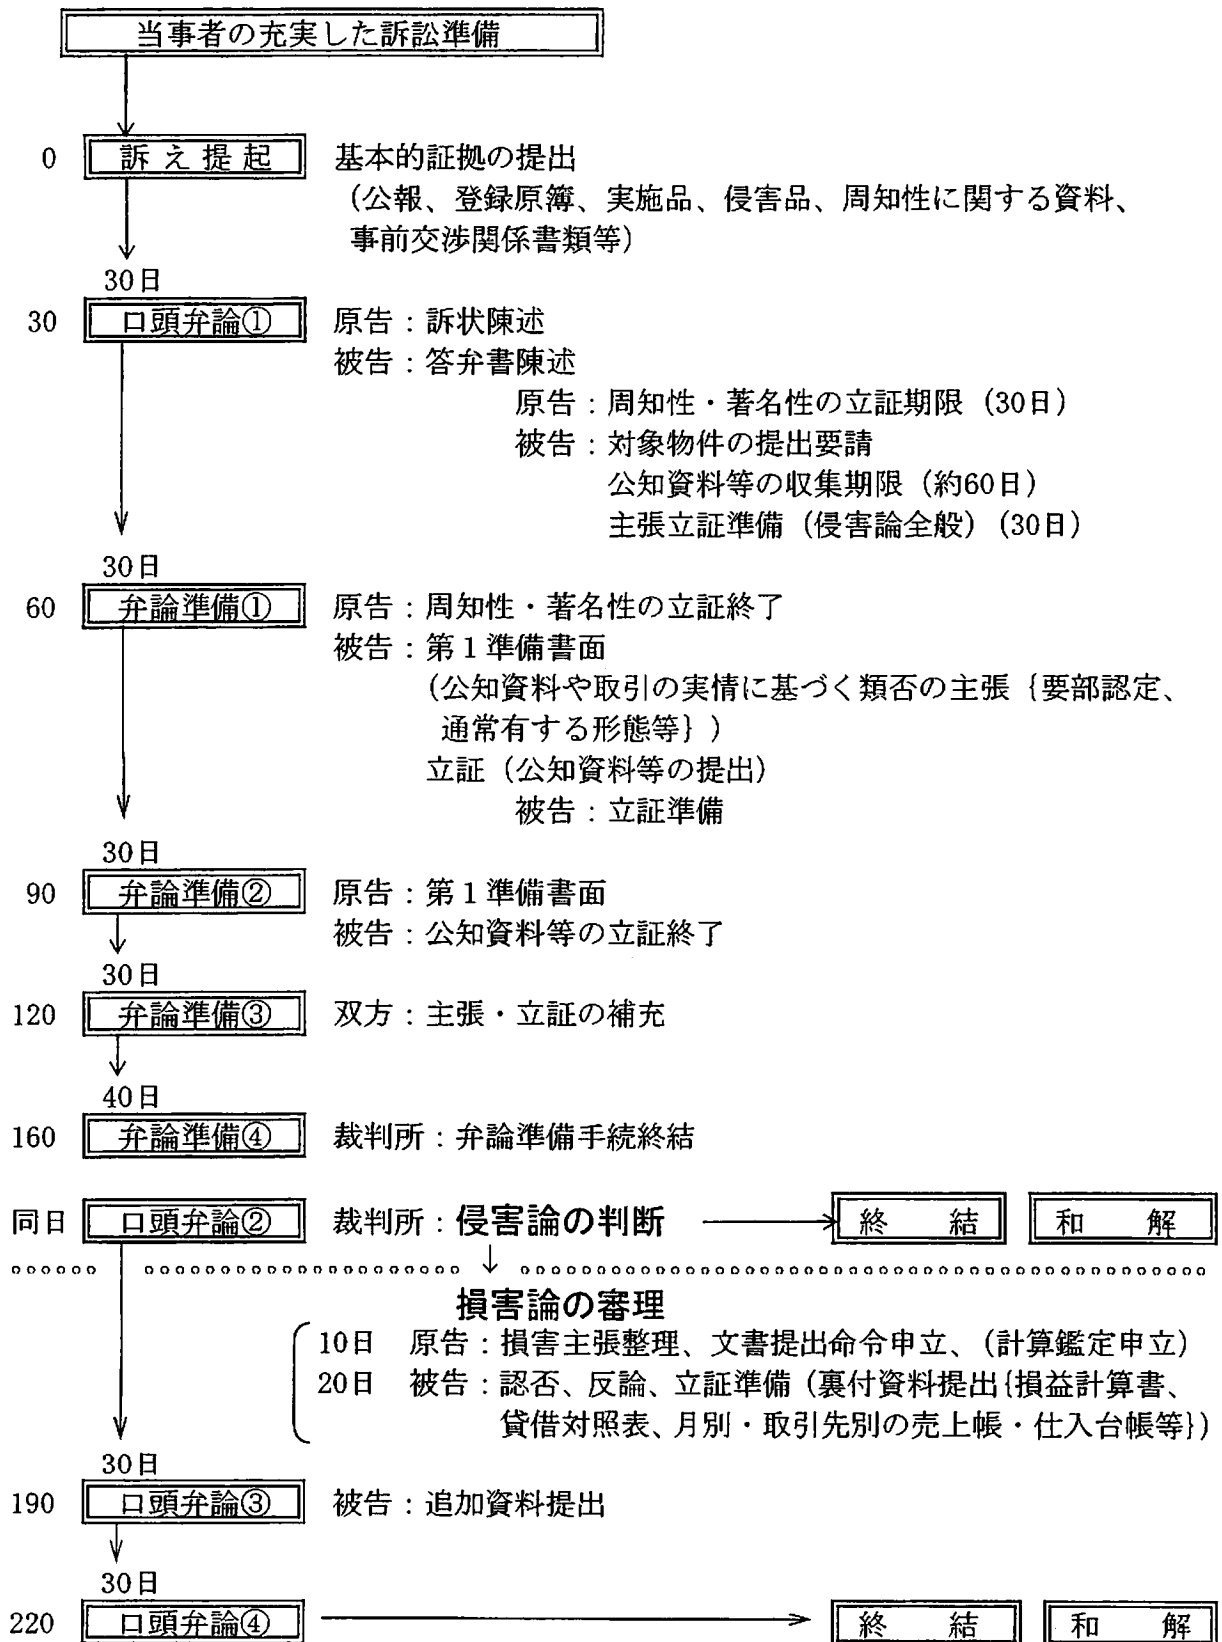 当事者の充実した訴訟準備
0 訴え提起 基本的証拠の提出
(公報、登録原簿、実施品、侵害品、周知性に関する資料、
事前交渉関係書類等)
30日
30 口頭弁論① 原告:訴状陳述
被告:答弁書陳述
原告:周知性・著名性の立証期限(30日)
被告:対象物件の提出要請
公知資料等の収集期限(約60日)
主張立証準備(侵害論全般)(30日)
30日
60 弁論準備① 原告:周知性・著名性の立証終了
被告:第1準備書面
(公知資料や取引の実情に基づく類否の主張{要部認定、
通常有する形態等})
立証(公知資料等の提出)
被告:立証準備
30日
90 弁論準備② 原告:第1準備書面
被告:公知資料等の立証終了
30日
120 弁論準備③ 双方:主張・立証の補充
40日
160 弁論準備④ 裁判所:弁論準備手続終結
同日 口頭弁論② 裁判所:侵害論の判断 終結 和解
損害論の審理
10日 原告:損害主張整理、文書提出命令申立、(計算鑑定申立)
20日 被告:認否、反論、立証準備(裏付資料提出{損益計算書、
貸借対照表、月別・取引先別の売上帳・仕入台帳等})
30日
190 口頭弁論③ 被告:追加資料提出
30日
220 口頭弁論④ 終結 和解